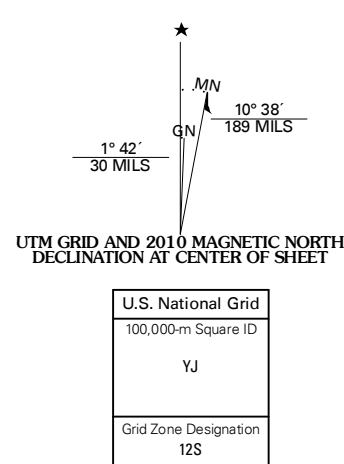 ★
MN
GN
10° 38´
189 MILS
1° 42´
30 MILS
UTM GRID AND 2010 MAGNETIC NORTH
DECLINATION AT CENTER OF SHEET
U.S. National Grid
100,000-m Square ID
YJ
Grid Zone Designation
12S